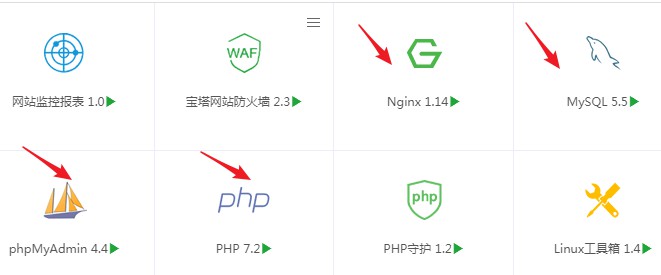 WAF
网站监控报表 1.0
宝塔网站防火墙 2.3
Nginx 1.14
MySQL 5.5
php
php
phpMyAdmin 4.4
PHP 7.2
PHP守护 1.2
Linux工具箱 1.4